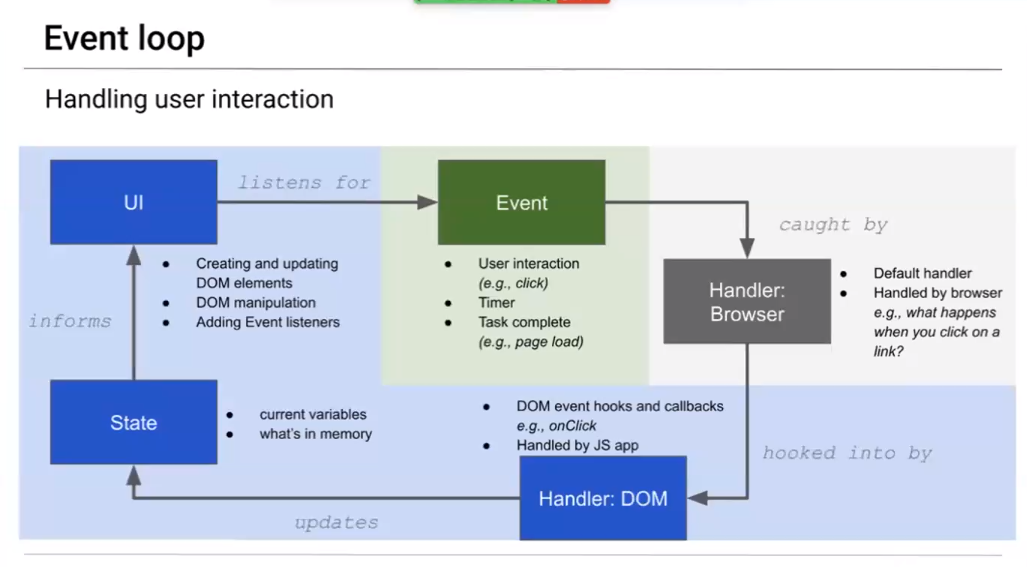 Event loop
Handling user interaction
UI
listens for
Event
caught by
Creating and updating
DOM elements
DOM manipulation
Adding Event listeners
User interaction
(e.g., click)
Timer
Task complete
(e.g., page load)
Handler:
Browser
Default handler
Handled by browser
e.g., what happens
when you click on a
link?
informs
State
current variables
what's in memory
DOM event hooks and callbacks
e.g., onClick
Handled by JS app
hooked into by
Handler: DOM
updates